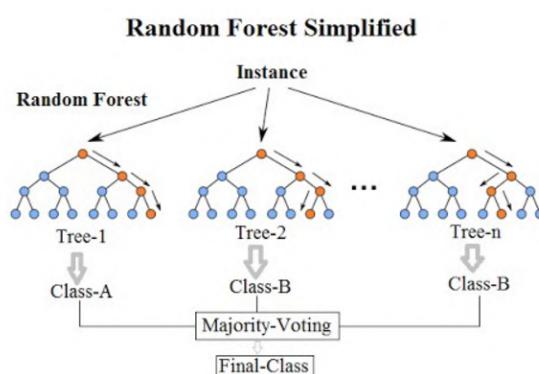 Random Forest Simplified
Instance
Random Forest
...
Tree-1
Tree-2
Tree-n
Class-A
Class-B
Class-B
Majority-Voting
Final-Class